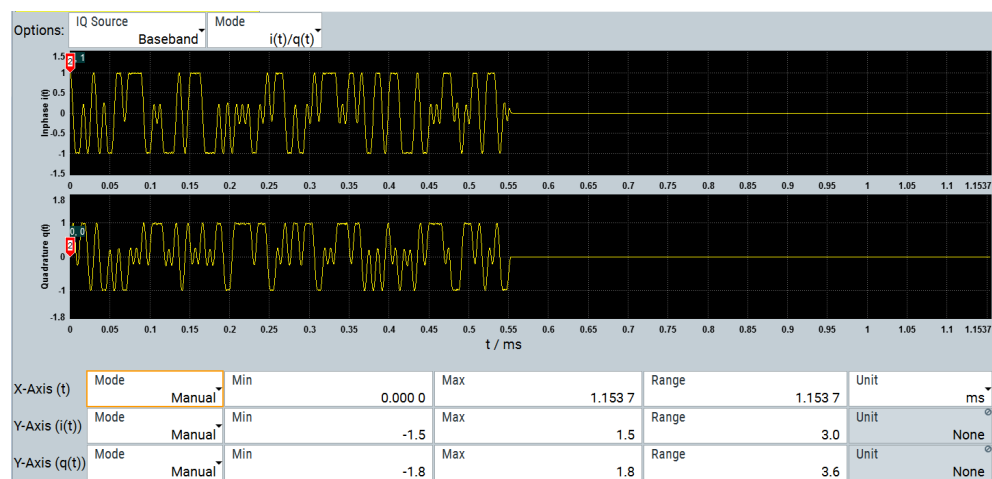 Options: IQ Source Baseband Mode i(t)/q(t)
Inphase i(t)
1.5
1
0.5
0
-0.5
-1
-1.5
2 . 1
0 0.05 0.1 0.15 0.2 0.25 0.3 0.35 0.4 0.45 0.5 0.55 0.6 0.65 0.7 0.75 0.8 0.85 0.9 0.95 1 1.05 1.1 1.1537
Quadrature q(t)
1.8
1
0
-1
-1.8
0. 0
2
0 0.05 0.1 0.15 0.2 0.25 0.3 0.35 0.4 0.45 0.5 0.55 0.6 0.65 0.7 0.75 0.8 0.85 0.9 0.95 1 1.05 1.1 1.1537
t / ms
X-Axis (t) Mode Manual Min 0.000 0 Max 1.153 7 Range 1.153 7 Unit ms
Y-Axis (i(t)) Mode Manual Min -1.5 Max 1.5 Range 3.0 Unit None
Y-Axis (q(t)) Mode Manual Min -1.8 Max 1.8 Range 3.6 Unit None